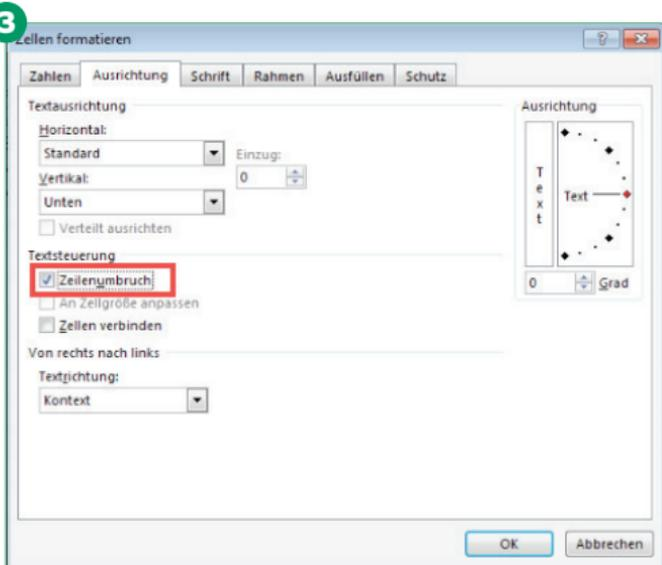 3
Zellen formatieren
Zahlen Ausrichtung Schrift Rahmen Ausfüllen Schutz
Textausrichtung
Horizontal:
Standard
Einzug:
0
Vertikal:
Unten
Verteilt ausrichten
Textsteuerung
Zeilenumbruch
An Zellgröße anpassen
Zellen verbinden
Von rechts nach links
Textrichtung:
Kontext
Ausrichtung
Text
Text
0 Grad
OK Abbrechen